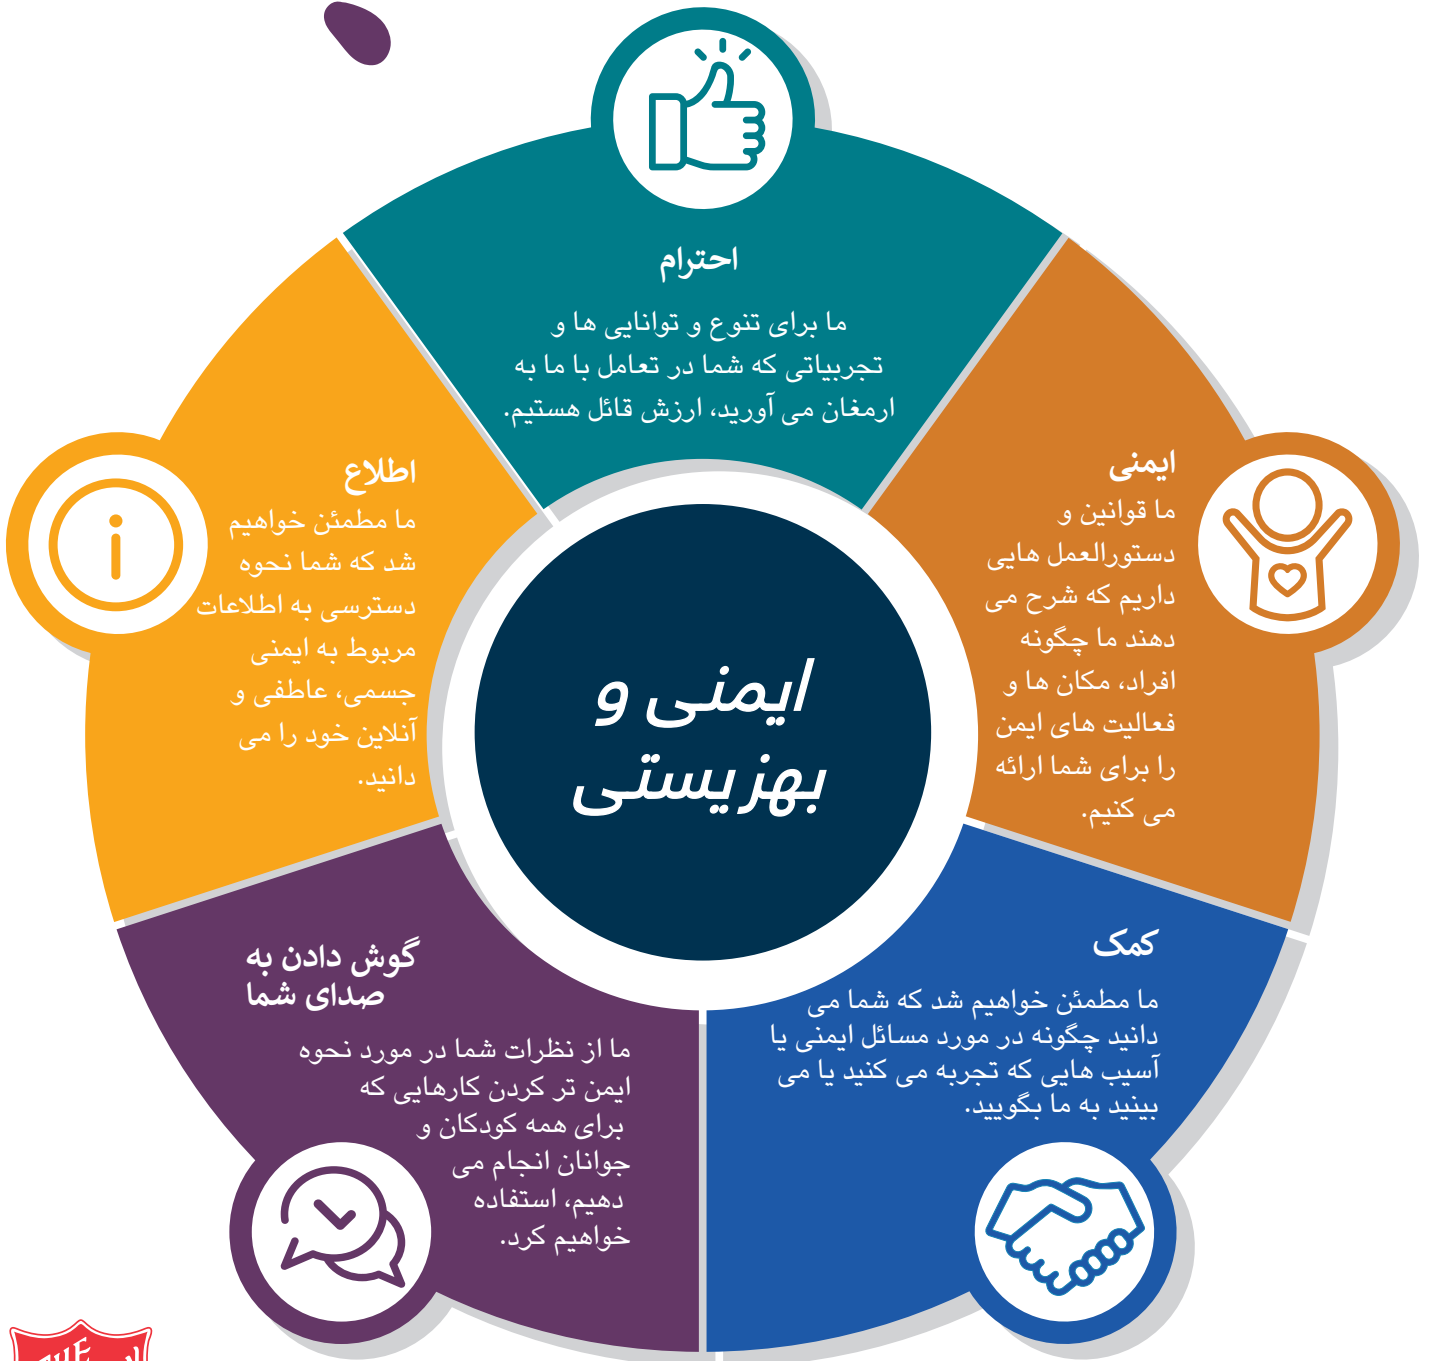 احترام
ما برای تنوع و توانایی ها و
تجربیاتی که شما در تعامل با ما به
ارمغان می آورید، ارزش قائل هستیم.
ایمنی
ما قوانین و
دستورالعمل هایی
داریم که شرح می
دهند ما چگونه
افراد، مکان ها و
فعالیت های ایمن
را برای شما ارائه
می کنیم.
اطلاع
ما مطمئن خواهیم
شد که شما نحوه
دسترسی به اطلاعات
مربوط به ایمنی
جسمی، عاطفی و
آنلاین خود را می
دانید.
ایمنی و
بهزیستی
کمک
ما مطمئن خواهیم شد که شما می
دانید چگونه در مورد مسائل ایمنی یا
آسیب هایی که تجربه می کنید یا می
بینید به ما بگویید.
گوش دادن به
صدای شما
ما از نظرات شما در مورد نحوه
ایمن تر کردن کارهایی که
برای همه کودکان و
جوانان انجام می
دهیم، استفاده
خواهیم کرد.